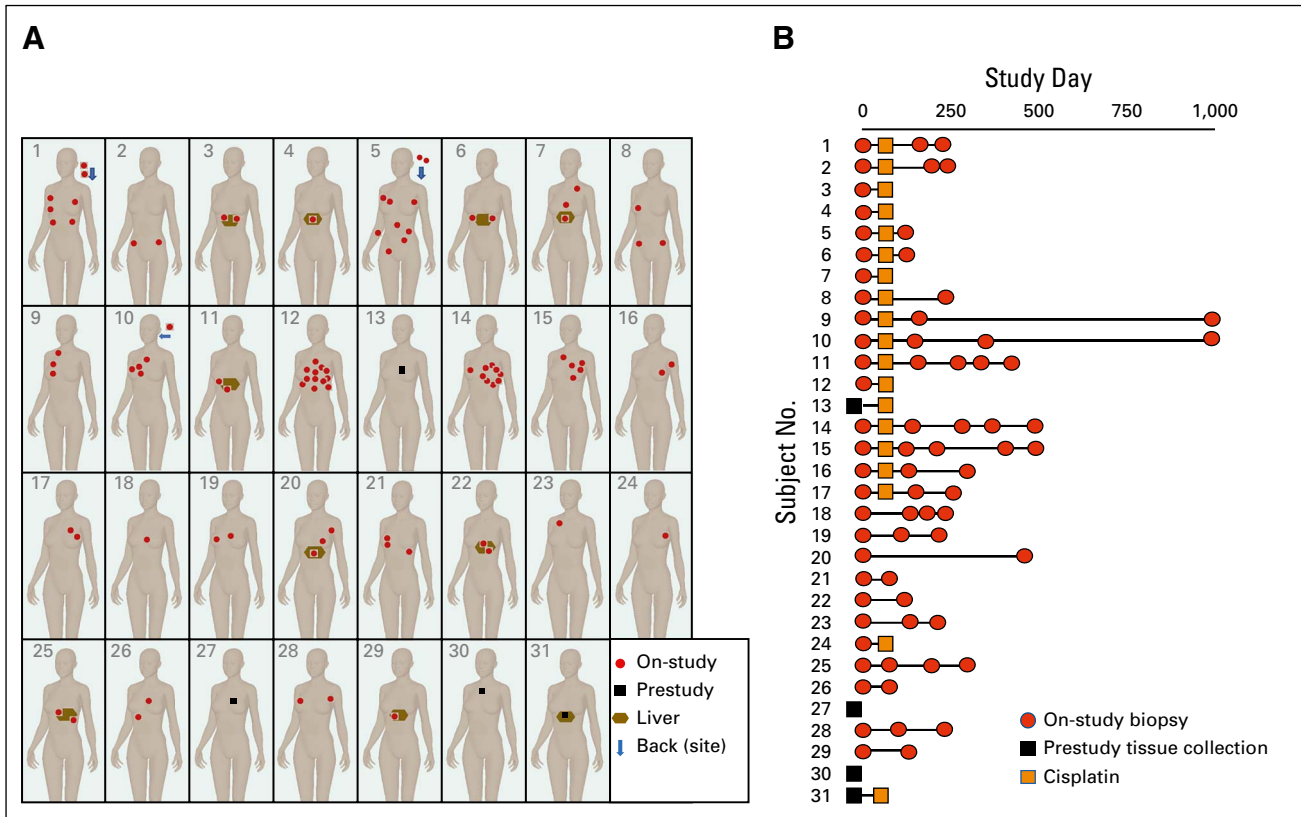 A
1 2 3 4 5 6 7 8
9 10 11 12 13 14 15 16
17 18 19 20 21 22 23 24
25 26 27 28 29 30 31
On-study
Prestudy
Liver
Back (site)
B
Study Day
0 250 500 750 1,000
Subject No.
1
2
3
4
5
6
7
8
9
10
11
12
13
14
15
16
17
18
19
20
21
22
23
24
25
26
27
28
29
30
31
On-study biopsy
Prestudy tissue collection
Cisplatin